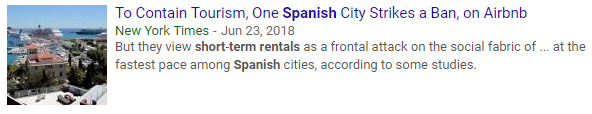 To Contain Tourism, One Spanish City Strikes a Ban, on Airbnb
New York Times - Jun 23, 2018
But they view short-term rentals as a frontal attack on the social fabric of ... at the
fastest pace among Spanish cities, according to some studies.